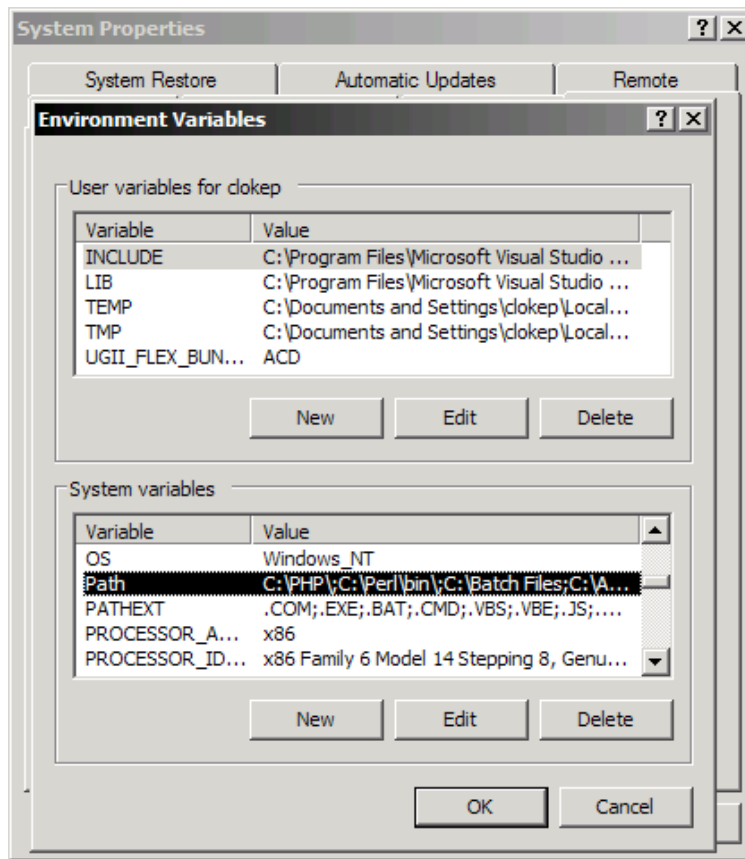 System Properties
System Restore Automatic Updates Remote
Environment Variables
User variables for clokep
Variable Value
INCLUDE C:\Program Files\Microsoft Visual Studio ...
LIB C:\Program Files\Microsoft Visual Studio ...
TEMP C:\Documents and Settings\clokep\Local...
TMP C:\Documents and Settings\clokep\Local...
UGII_FLEX_BUN... ACD
New Edit Delete
System variables
Variable Value
OS Windows_NT
Path C:\PHP\;C:\Perl\bin\;C:\Batch Files;C:\A...
PATHEXT .COM;.EXE;.BAT;.CMD;.VBS;.VBE;.JS;....
PROCESSOR_A... x86
PROCESSOR_ID... x86 Family 6 Model 14 Stepping 8, Genu...
New Edit Delete
OK Cancel